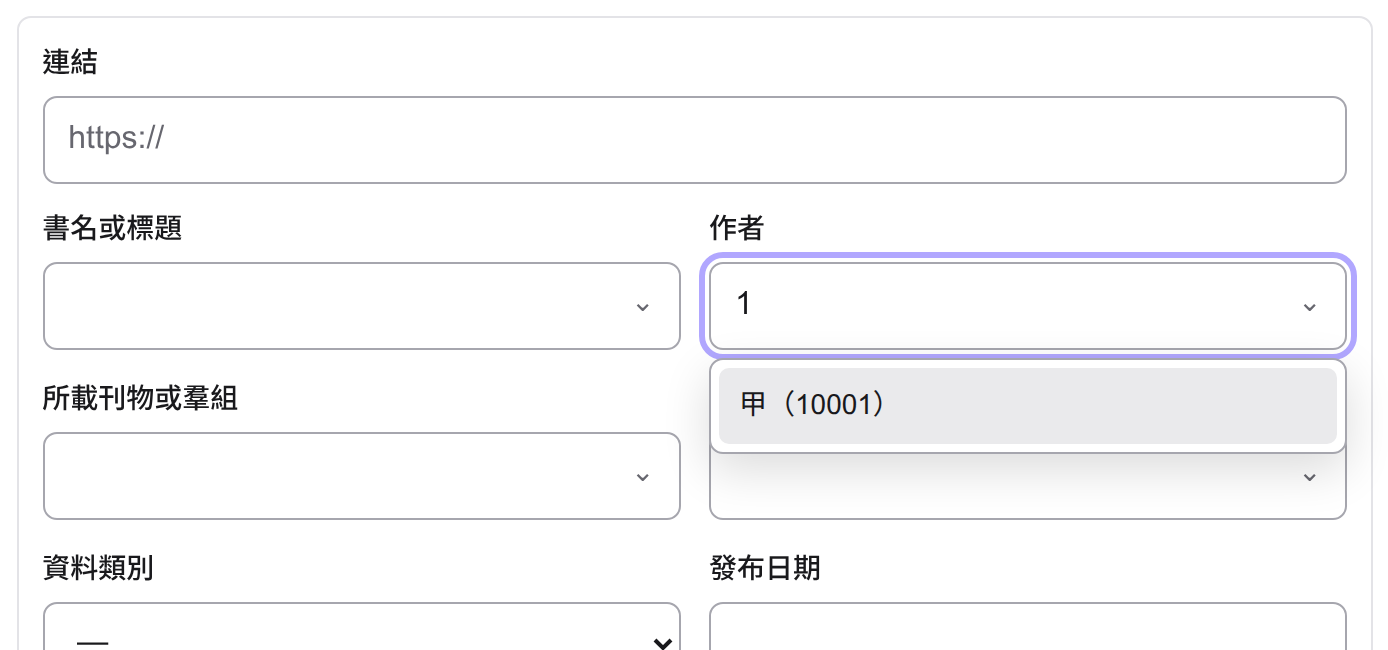 連結
https://
書名或標題
作者
1
甲（10001）
所載刊物或羣組
資料類別
發布日期
—